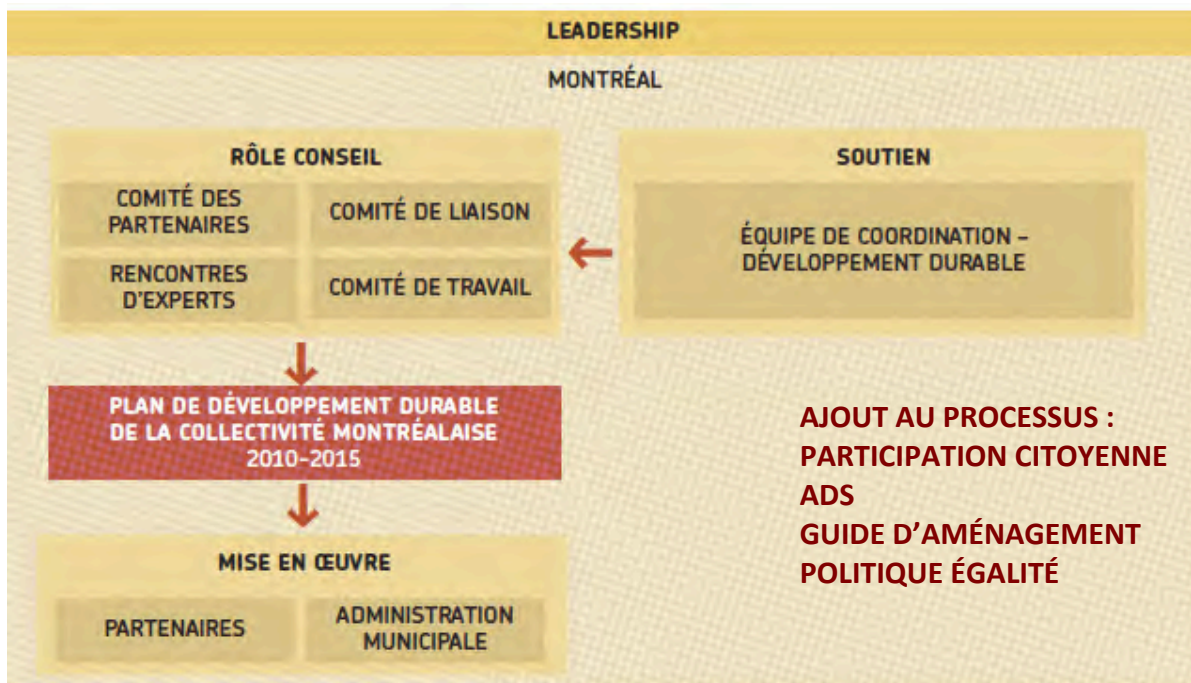 LEADERSHIP
MONTRÉAL
RÔLE CONSEIL
COMITÉ DES
PARTENAIRES
COMITÉ DE LIAISON
RENCONTRES
D'EXPERTS
COMITÉ DE TRAVAIL
SOUTIEN
ÉQUIPE DE COORDINATION –
DÉVELOPPEMENT DURABLE
PLAN DE DÉVELOPPEMENT DURABLE
DE LA COLLECTIVITÉ MONTRÉALAISE
2010-2015
AJOUT AU PROCESSUS :
PARTICIPATION CITOYENNE
ADS
GUIDE D’AMÉNAGEMENT
POLITIQUE ÉGALITÉ
MISE EN ŒUVRE
PARTENAIRES
ADMINISTRATION
MUNICIPALE